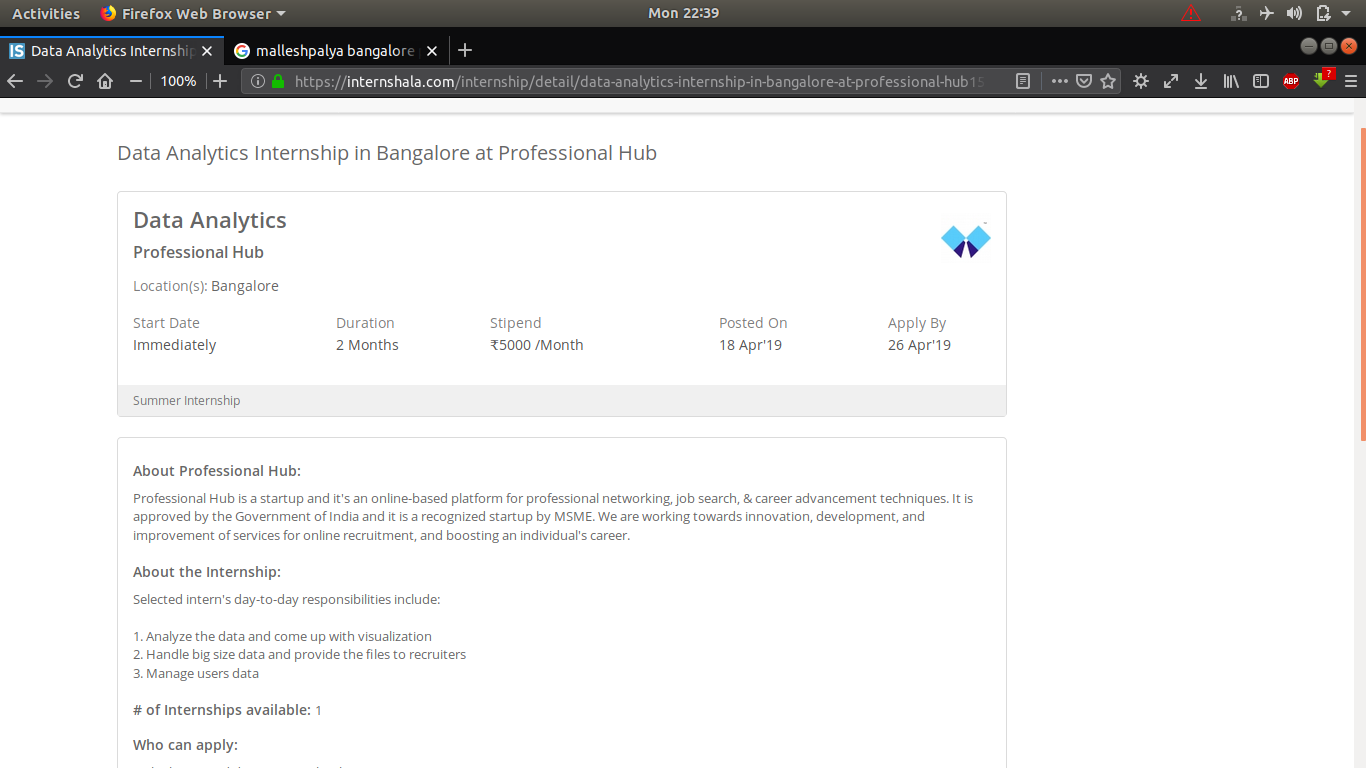 Activities Firefox Web Browser Mon 22:39
Data Analytics Internship malleshpalya bangalore
100% https://internshala.com/internship/detail/data-analytics-internship-in-bangalore-at-professional-hub15 ABP ?
Data Analytics Internship in Bangalore at Professional Hub
Data Analytics
Professional Hub
Location(s): Bangalore
Start Date Duration Stipend Posted On Apply By
Immediately 2 Months ₹5000 /Month 18 Apr'19 26 Apr'19
Summer Internship
About Professional Hub:
Professional Hub is a startup and it's an online-based platform for professional networking, job search, & career advancement techniques. It is
approved by the Government of India and it is a recognized startup by MSME. We are working towards innovation, development, and
improvement of services for online recruitment, and boosting an individual's career.
About the Internship:
Selected intern's day-to-day responsibilities include:
1. Analyze the data and come up with visualization
2. Handle big size data and provide the files to recruiters
3. Manage users data
# of Internships available: 1
Who can apply: